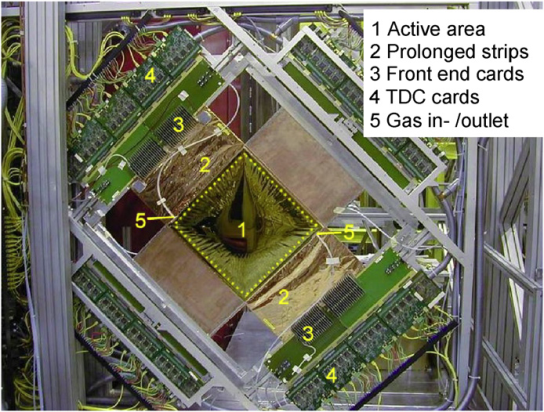 1 Active area
2 Prolonged strips
3 Front end cards
4 TDC cards
5 Gas in- /outlet
4
3
2
5
1
5
2
3
4